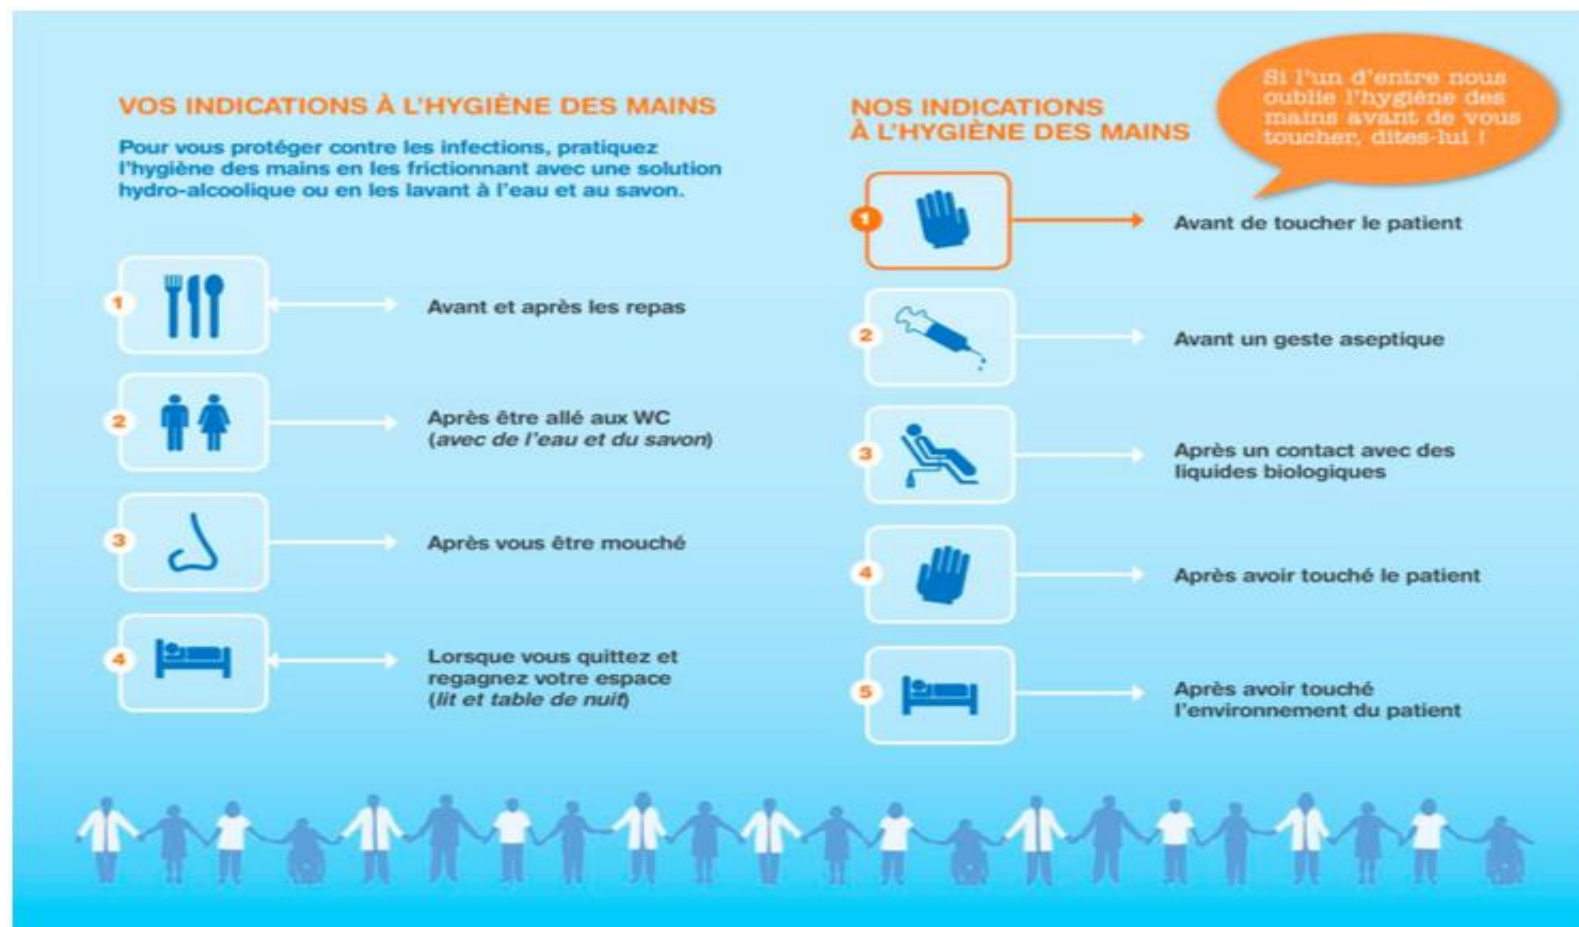 VOS INDICATIONS À L'HYGIÈNE DES MAINS
Pour vous protéger contre les infections, pratiquez
l'hygiène des mains en les frictionnant avec une solution
hydro-alcoolique ou en les lavant à l'eau et au savon.
1
Avant et après les repas
2
Après être allé aux WC
(avec de l'eau et du savon)
3
Après vous être mouché
4
Lorsque vous quittez et
regagnez votre espace
(lit et table de nuit)
NOS INDICATIONS
À L'HYGIÈNE DES MAINS
Si l'un d'entre nous
oublie l'hygiène des
mains avant de vous
toucher, dites-lui !
1
Avant de toucher le patient
2
Avant un geste aseptique
3
Après un contact avec des
liquides biologiques
4
Après avoir touché le patient
5
Après avoir touché
l'environnement du patient